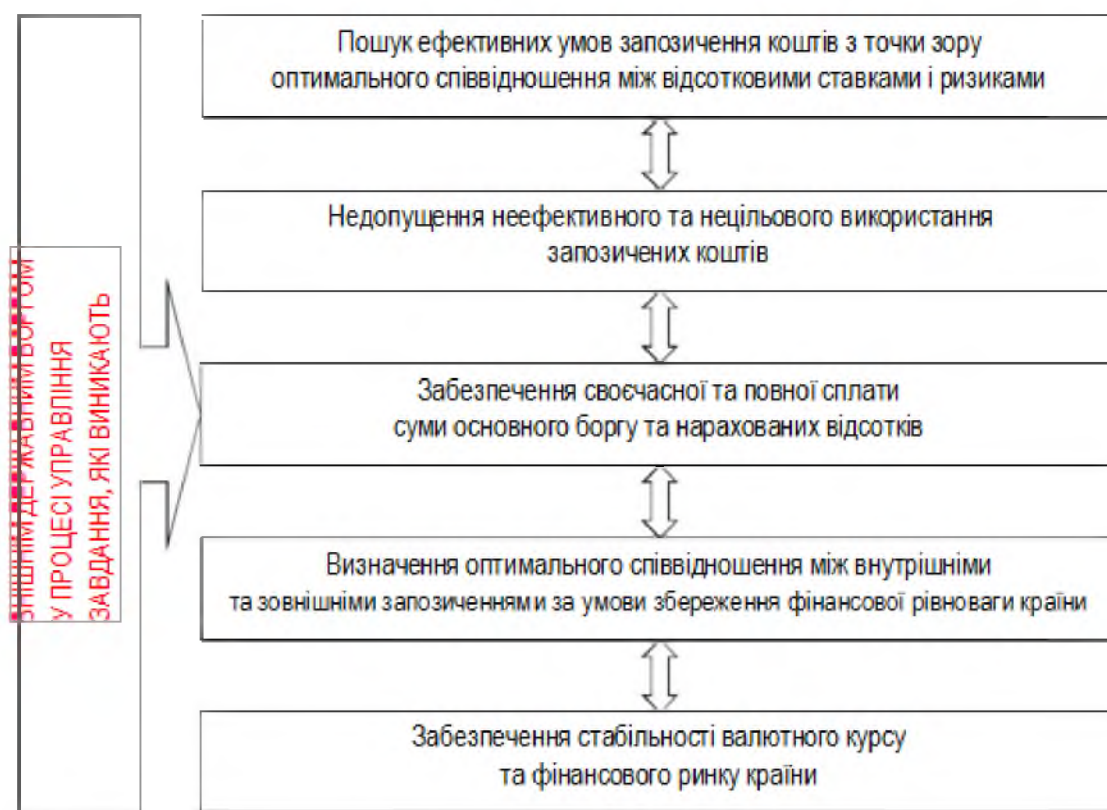 ДЕРЖАВНИМ БОРГОМ
У ПРОЦЕСІ УПРАВЛІННЯ
ЗАВДАННЯ, ЯКІ ВИНИКАЮТЬ
Пошук ефективних умов запозичення коштів з точки зору
оптимального співвідношення між відсотковими ставками і ризиками
Недопущення неефективного та нецільового використання
запозичених коштів
Забезпечення своєчасної та повної сплати
суми основного боргу та нарахованих відсотків
Визначення оптимального співвідношення між внутрішніми
та зовнішніми запозиченнями за умови збереження фінансової рівноваги країни
Забезпечення стабільності валютного курсу
та фінансового ринку країни